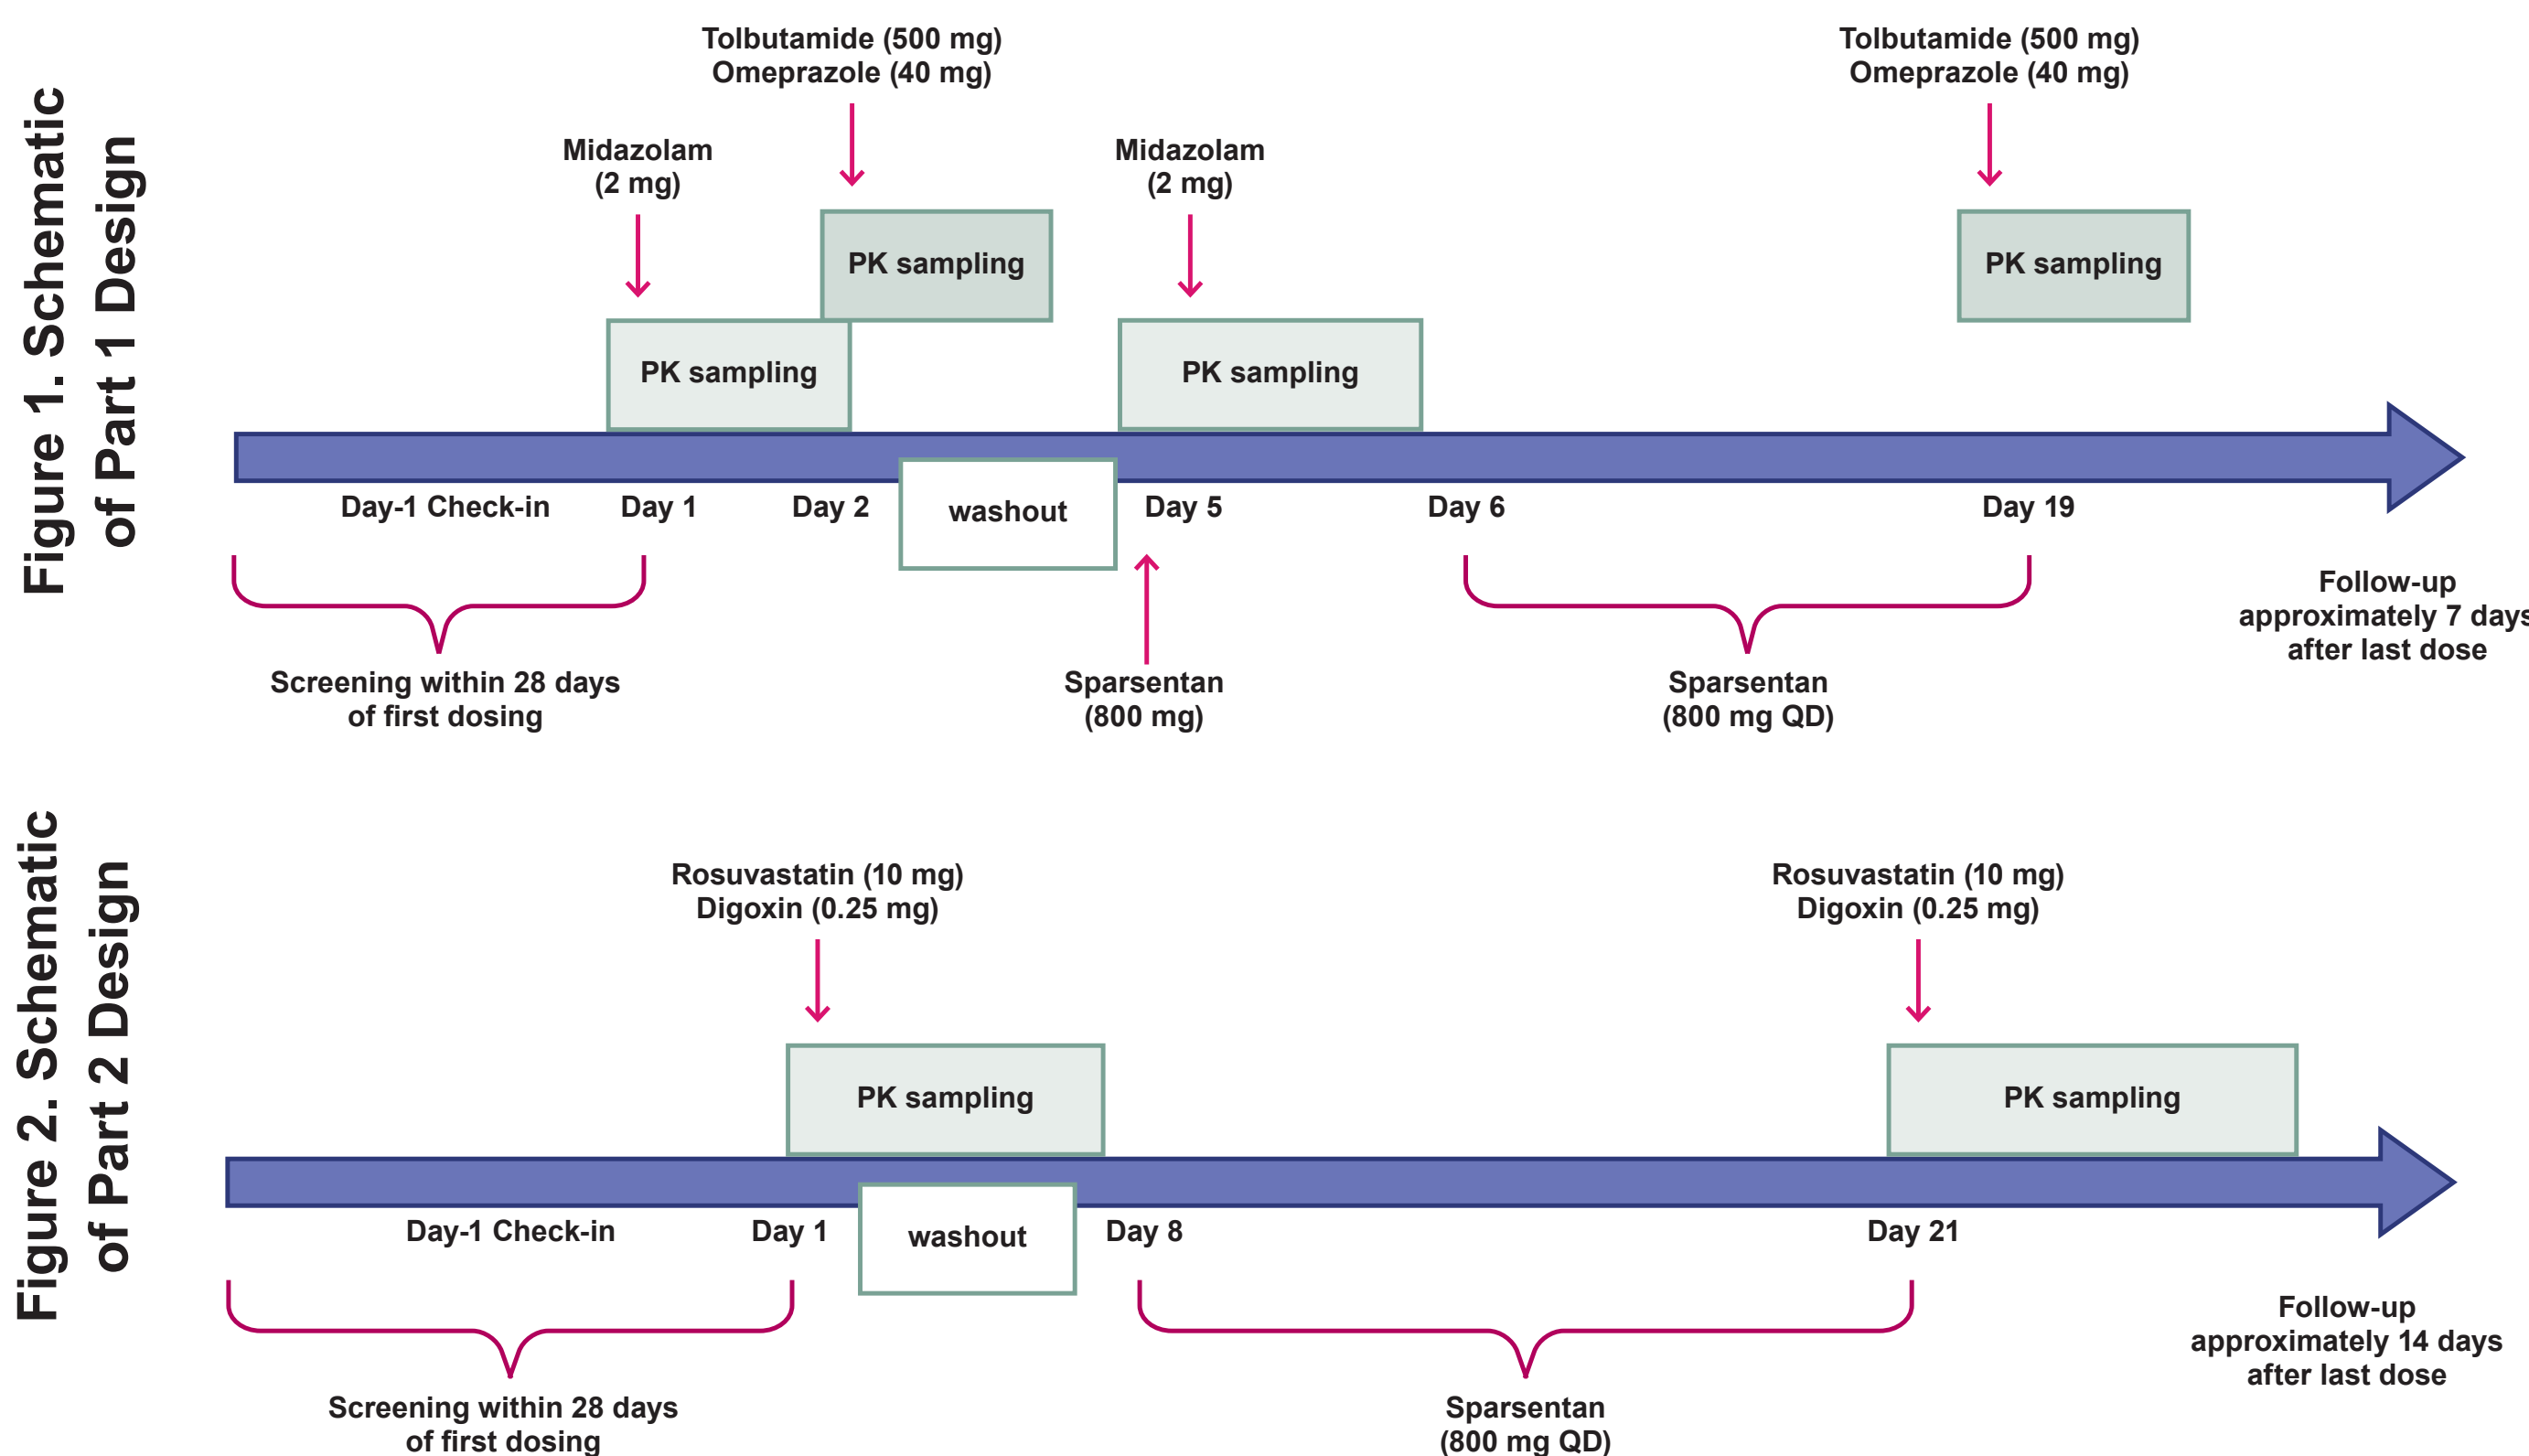 Figure 1. Schematic
of Part 1 Design
Tolbutamide (500 mg)
Omeprazole (40 mg)
Tolbutamide (500 mg)
Omeprazole (40 mg)
Midazolam
(2 mg)
Midazolam
(2 mg)
PK sampling
PK sampling
PK sampling
PK sampling
Day-1 Check-in
Day 1
Day 2
washout
Day 5
Day 6
Day 19
Screening within 28 days
of first dosing
Sparsentan
(800 mg)
Sparsentan
(800 mg QD)
Follow-up
approximately 7 days
after last dose
Figure 2. Schematic
of Part 2 Design
Rosuvastatin (10 mg)
Digoxin (0.25 mg)
Rosuvastatin (10 mg)
Digoxin (0.25 mg)
PK sampling
PK sampling
Day-1 Check-in
Day 1
washout
Day 8
Day 21
Screening within 28 days
of first dosing
Sparsentan
(800 mg QD)
Follow-up
approximately 14 days
after last dose